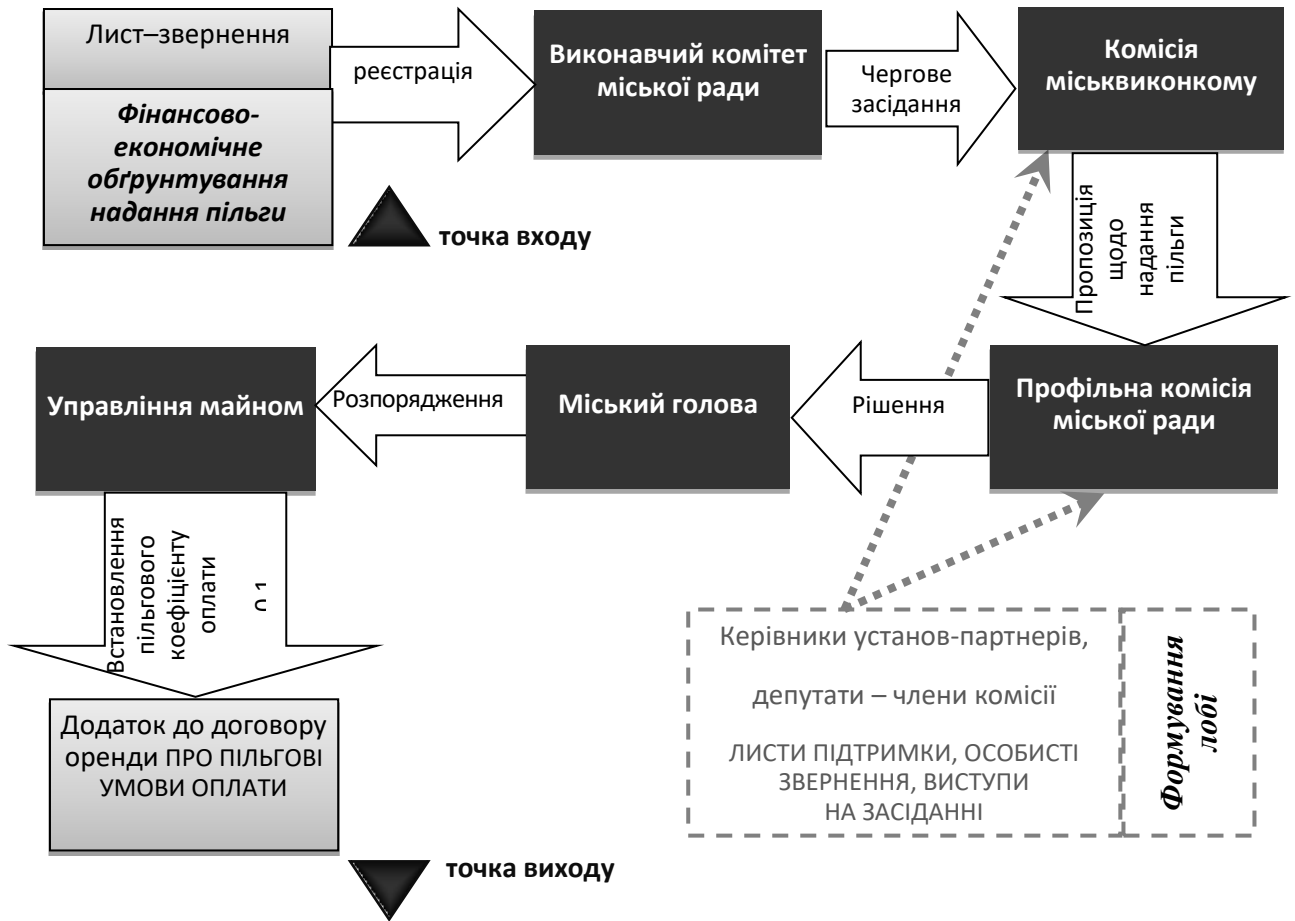 Лист–звернення
Фінансово-
економічне
обґрунтування
надання пільги
реєстрація
Виконавчий комітет
міської ради
Чергове
засідання
Комісія
міськвиконкому
точка входу
Пропозиція
щодо
надання
пільги
Профільна комісія
міської ради
Рішення
Міський голова
Розпорядження
Управління майном
Встановлення
пільгового
коефіцієнту
оплати
Додаток до договору
оренди ПРО ПІЛЬГОВІ
УМОВИ ОПЛАТИ
точка виходу
Керівники установ-партнерів,
депутати – члени комісії
ЛИСТИ ПІДТРИМКИ, ОСОБИСТІ
ЗВЕРНЕННЯ, ВИСТУПИ
НА ЗАСІДАННІ
Формування
лобі